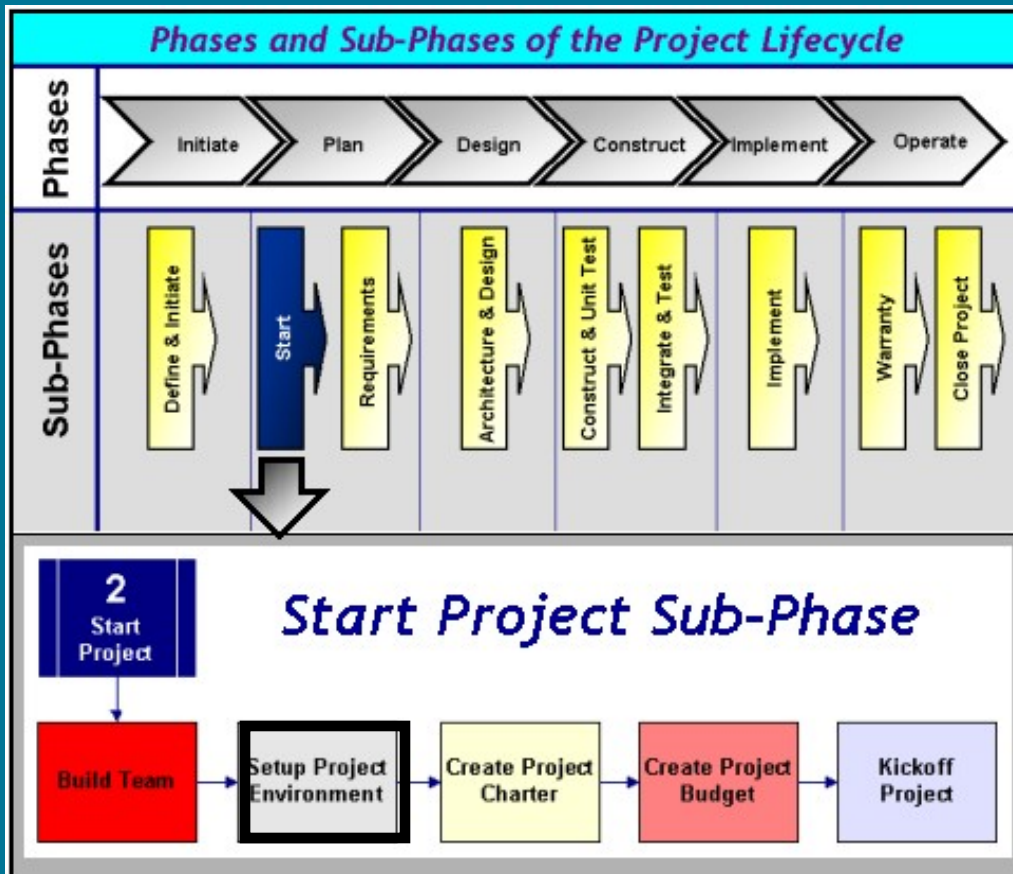 Phases and Sub-Phases of the Project Lifecycle
Phases
Initiate
Plan
Design
Construct
Implement
Operate
Sub-Phases
Define & Initiate
Start
Requirements
Architecture & Design
Construct & Unit Test
Integrate & Test
Implement
Warranty
Close Project
2
Start
Project
Start Project Sub-Phase
Build Team
Setup Project
Environment
Create Project
Charter
Create Project
Budget
Kickoff
Project